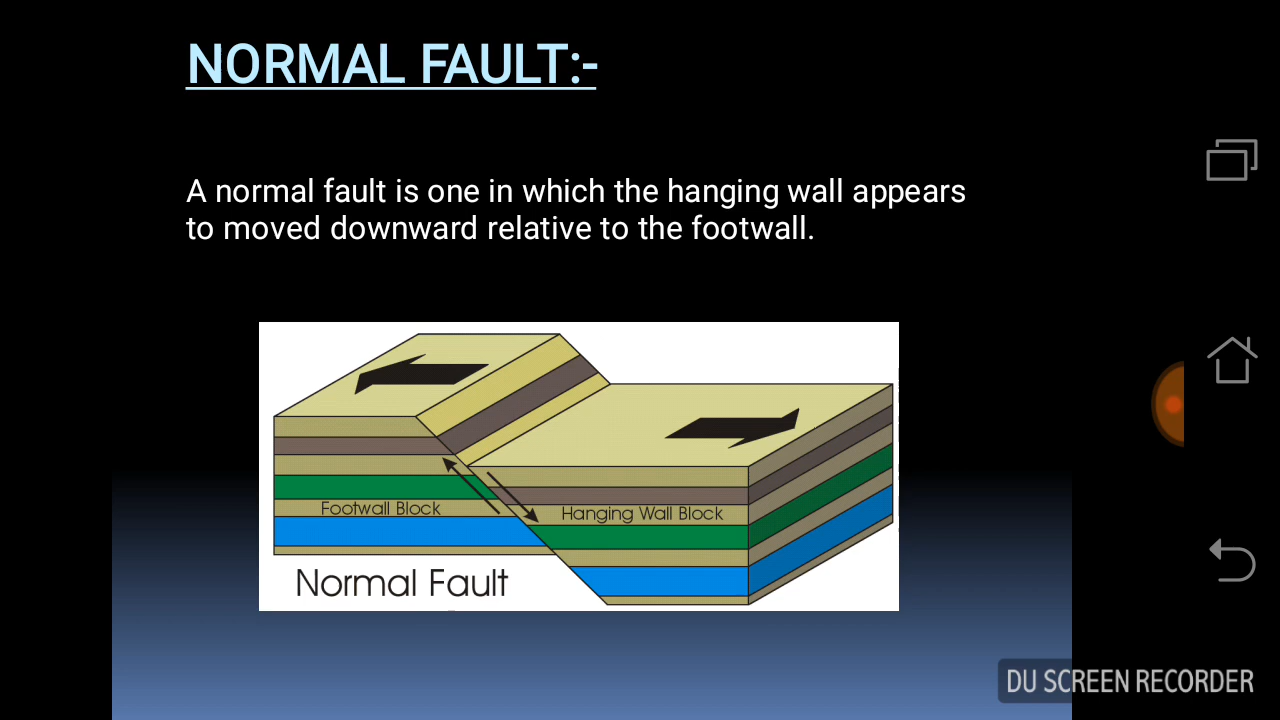 NORMAL FAULT:-
A normal fault is one in which the hanging wall appears
to moved downward relative to the footwall.
Footwall Block
Hanging Wall Block
Normal Fault
DU SCREEN RECORDER